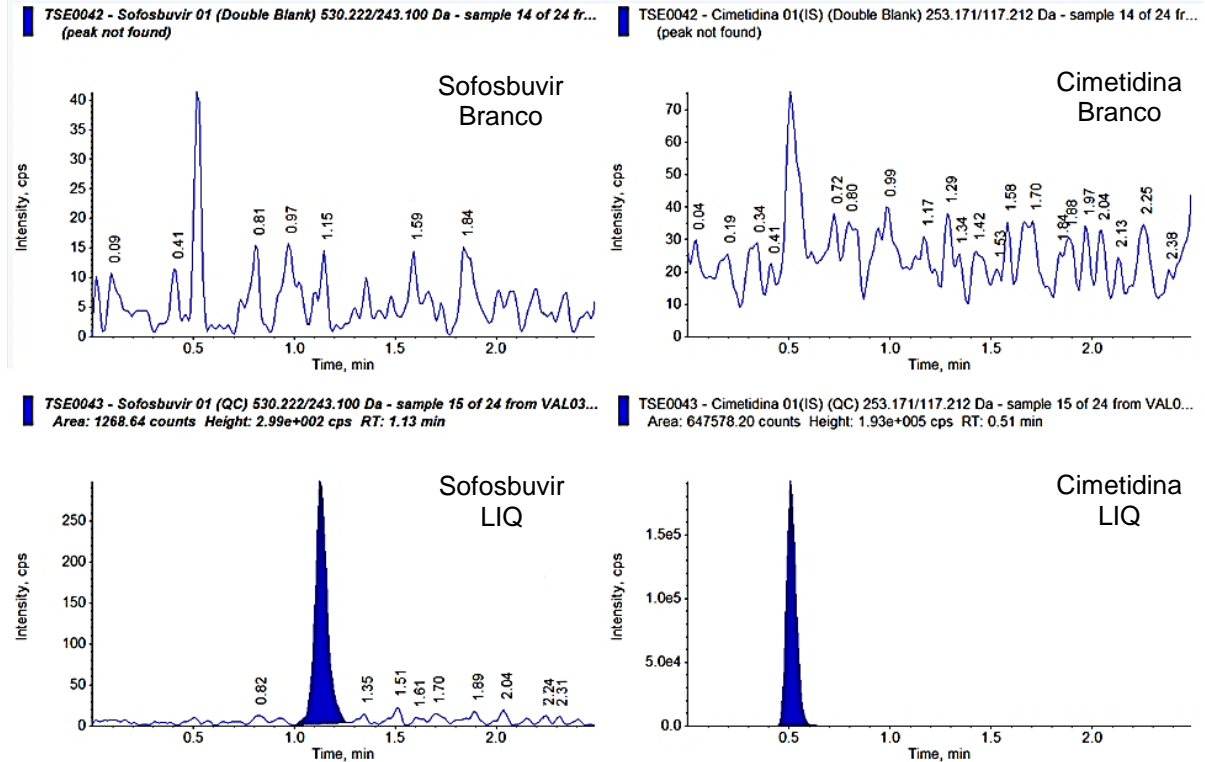 TSE0042 - Sofosbuvir 01 (Double Blank) 530.222/243.100 Da - sample 14 of 24 fr...
(peak not found)
Sofosbuvir
Branco
Intensity, cps
40
35
30
25
20
15
10
5
0
0.09
0.41
0.81
0.97
1.15
1.59
1.84
0.5
1.0
1.5
2.0
Time, min
TSE0042 - Cimetidina 01(IS) (Double Blank) 253.171/117.212 Da - sample 14 of 24 fr...
(peak not found)
Cimetidina
Branco
Intensity, cps
70
60
50
40
30
20
10
0
0.04
0.19
0.34
0.41
0.72
0.80
0.99
1.17
1.29
1.34
1.42
1.53
1.58
1.70
1.84
1.88
1.97
2.04
2.13
2.25
2.38
0.5
1.0
1.5
2.0
Time, min
TSE0043 - Sofosbuvir 01 (QC) 530.222/243.100 Da - sample 15 of 24 from VAL03...
Area: 1268.64 counts Height: 2.99e+002 cps RT: 1.13 min
Sofosbuvir
LIQ
Intensity, cps
250
200
150
100
50
0
0.82
1.35
1.51
1.61
1.70
1.89
2.04
2.24
2.31
0.5
1.0
1.5
2.0
Time, min
TSE0043 - Cimetidina 01(IS) (QC) 253.171/117.212 Da - sample 15 of 24 from VAL0...
Area: 647578.20 counts Height: 1.93e+005 cps RT: 0.51 min
Cimetidina
LIQ
Intensity, cps
1.5e5
1.0e5
5.0e4
0.0
0.5
1.0
1.5
2.0
Time, min